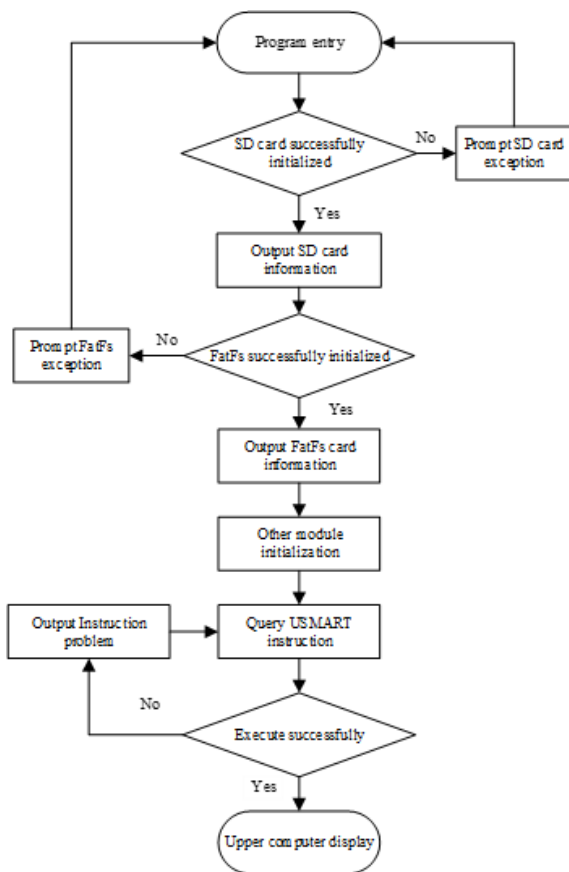 Program entry
SD card successfully
initialized
No
Prompt SD card
exception
Yes
Output SD card
information
No
Prompt FatFs
exception
FatFs successfully initialized
Yes
Output FatFs card
information
Other module
initialization
Output Instruction
problem
Query USMART
instruction
No
Execute successfully
Yes
Upper computer display